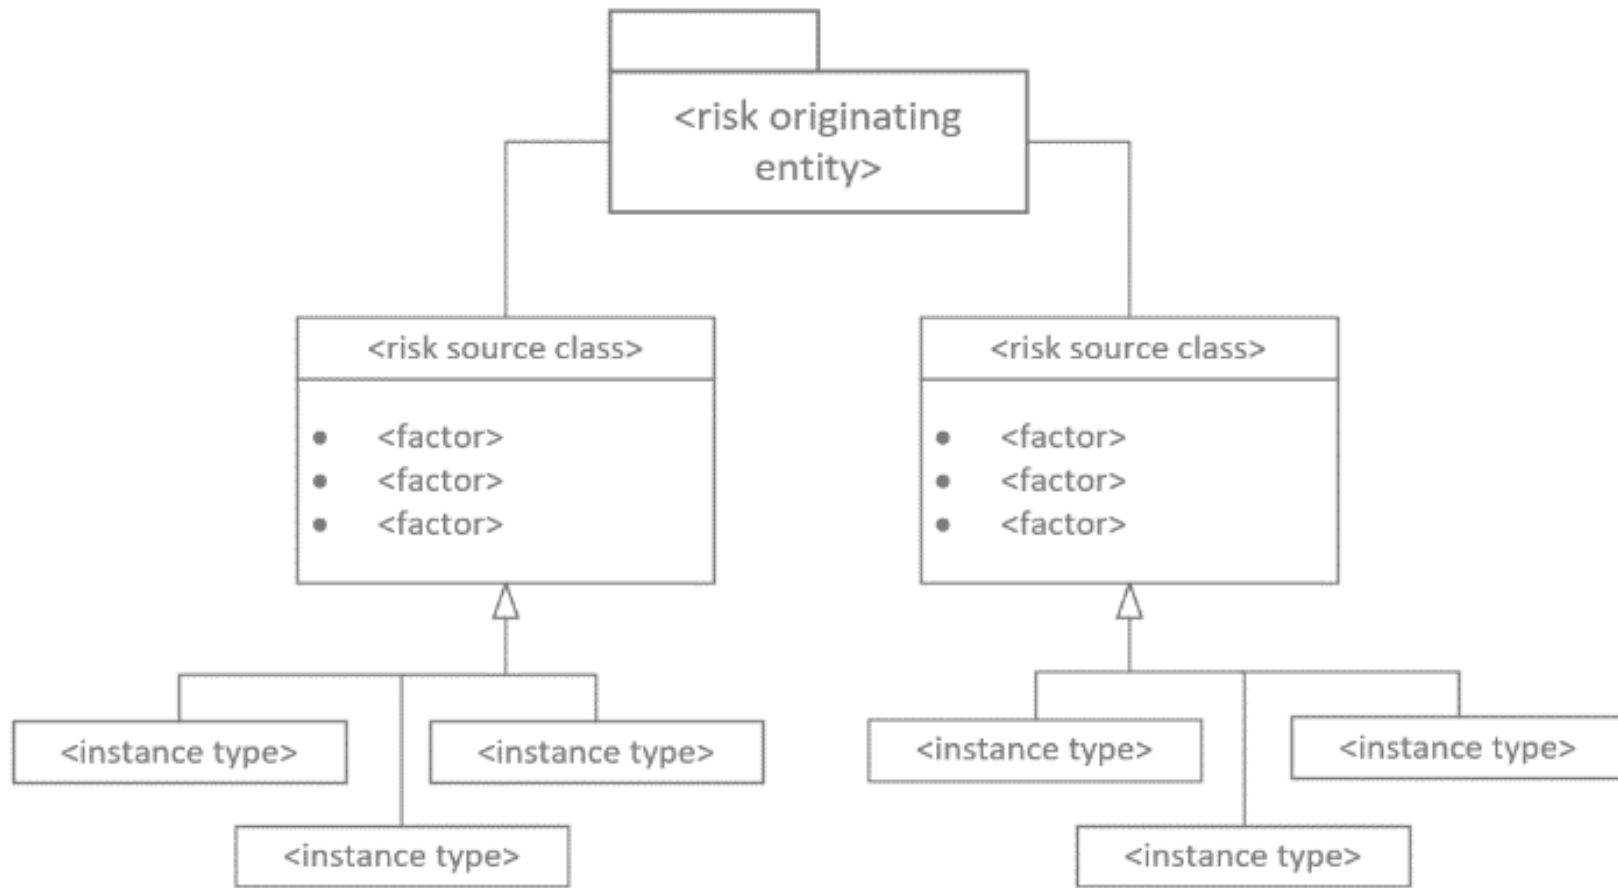 <risk originating
entity>
<risk source class>
• <factor>
• <factor>
• <factor>
<risk source class>
• <factor>
• <factor>
• <factor>
<instance type>
<instance type>
<instance type>
<instance type>
<instance type>
<instance type>